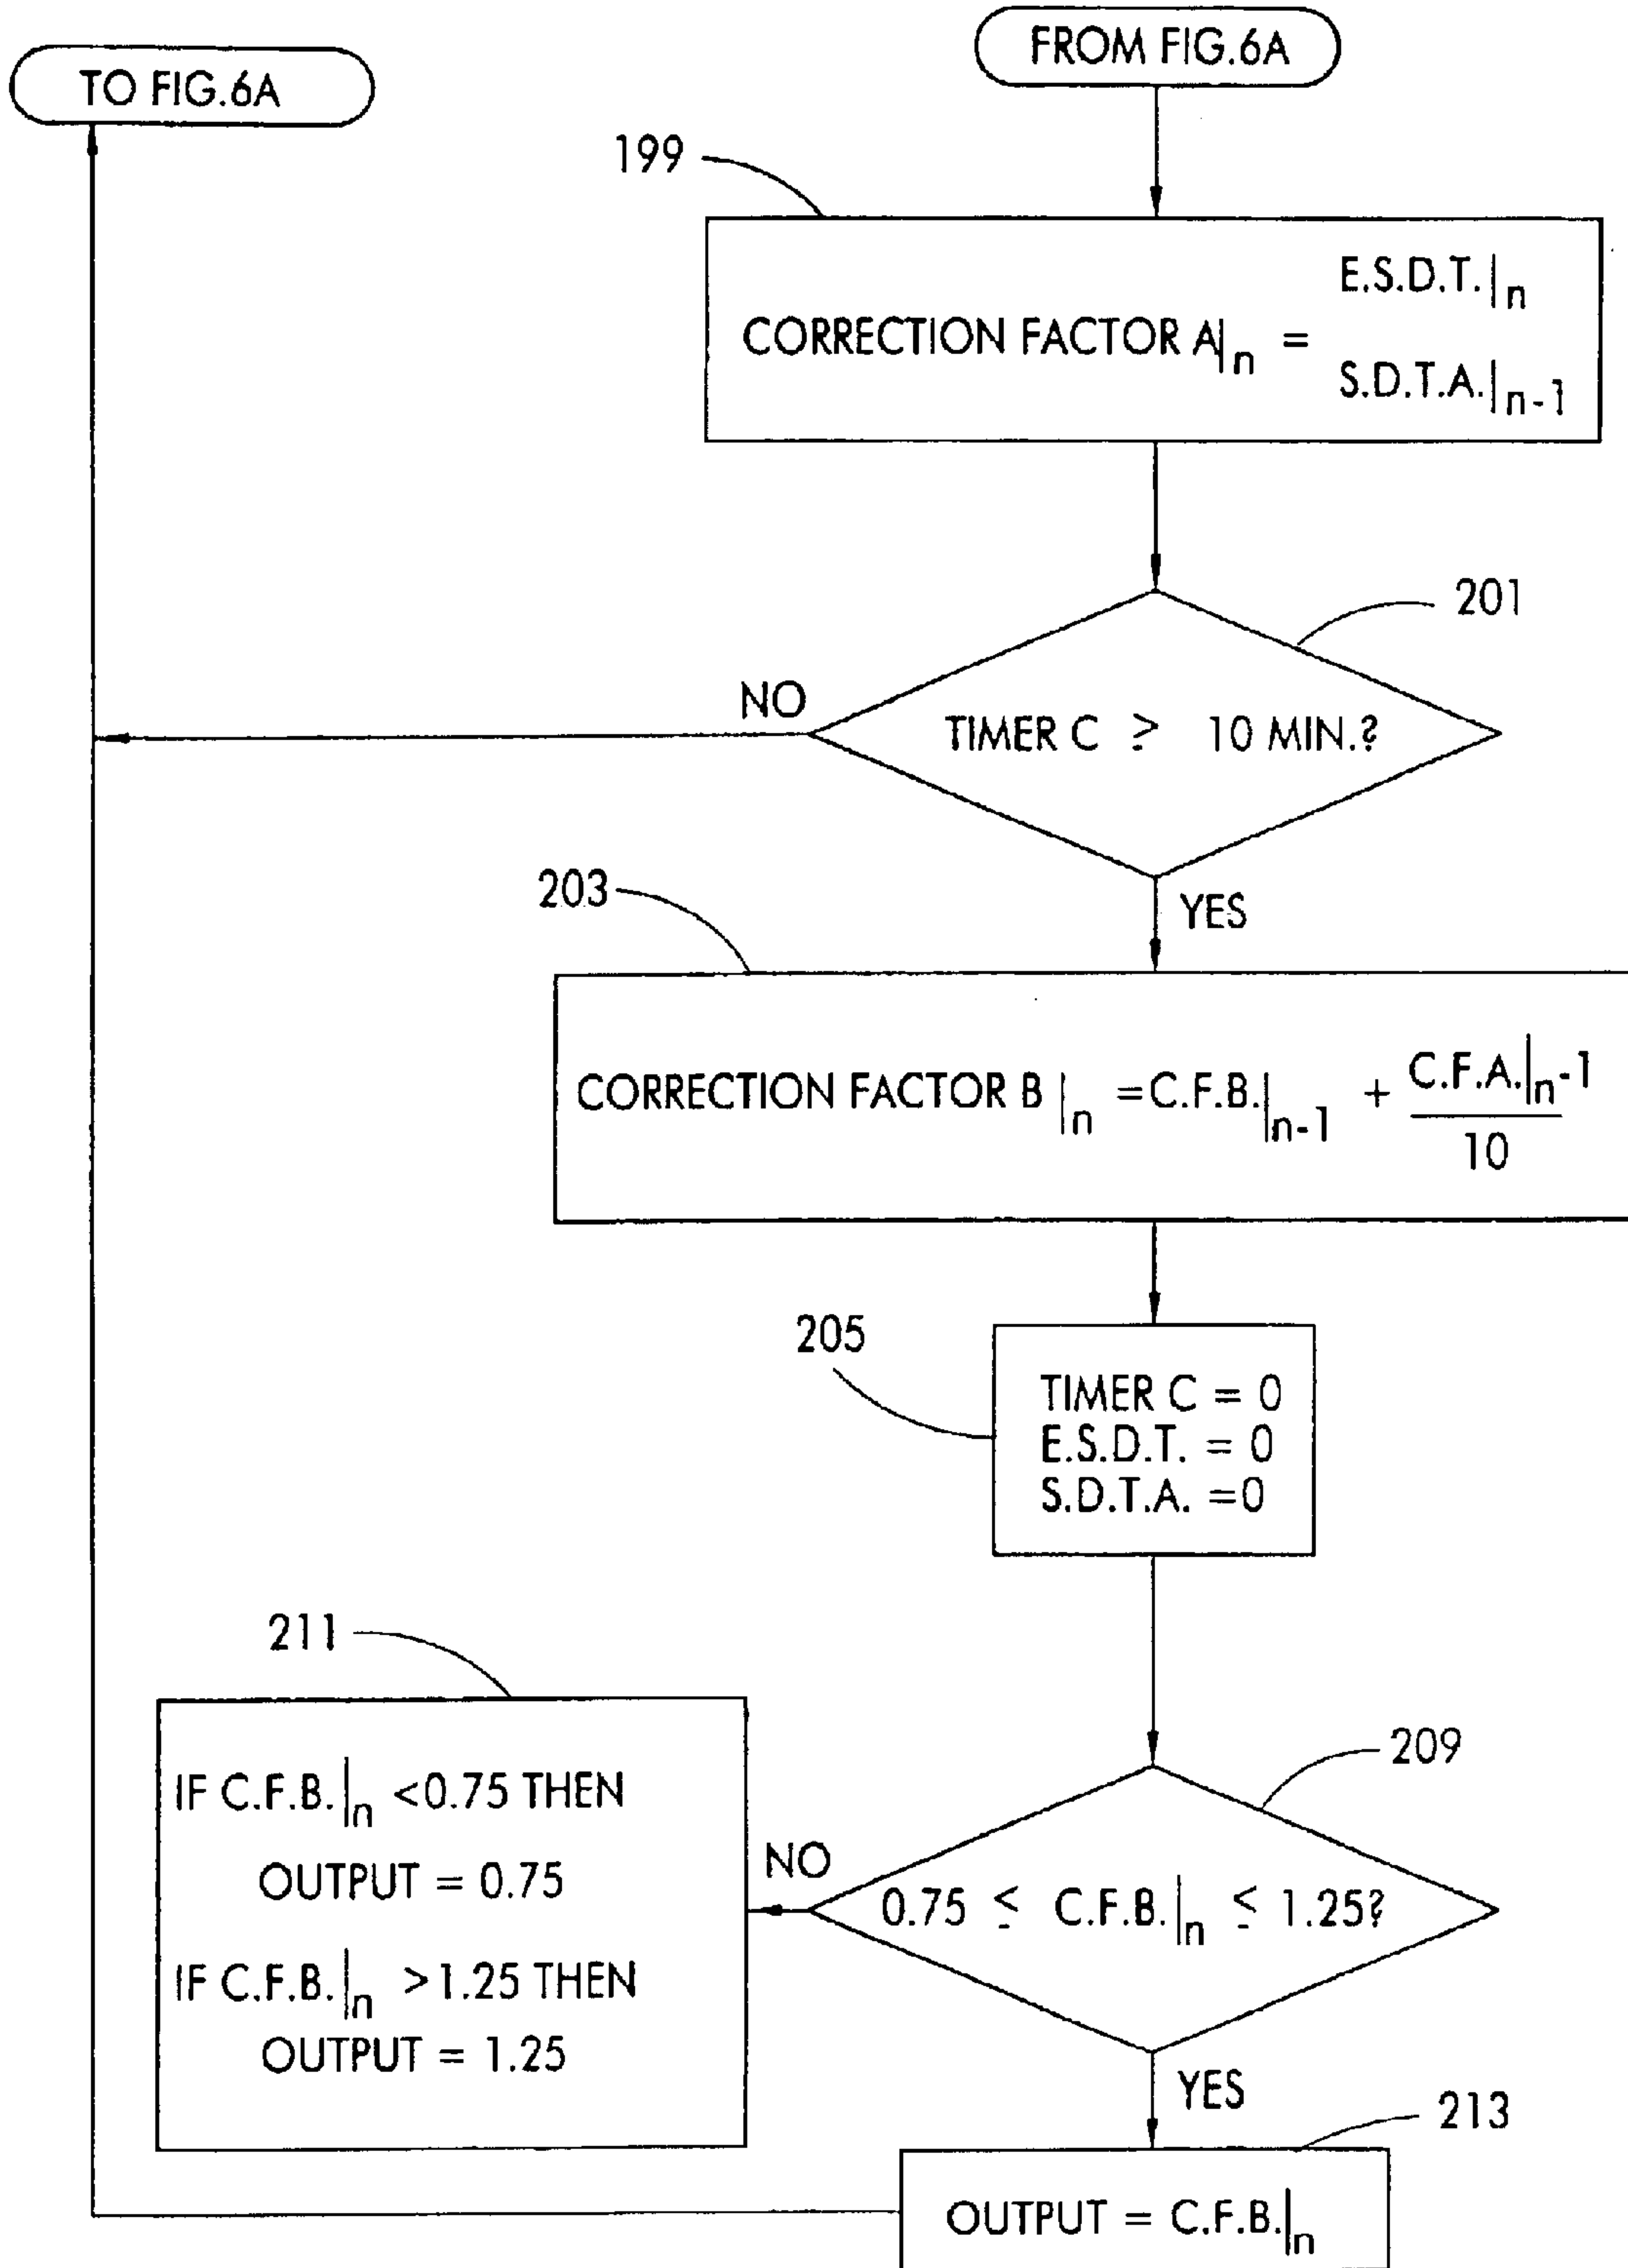 FROM FIG.6A
TO FIG.6A
199
E.S.D.T.|n
CORRECTION FACTOR A|n =
S.D.T.A.|n-1
201
NO
TIMER C ≥ 10 MIN.?
203
YES
CORRECTION FACTOR B|n = C.F.B.|n-1 + C.F.A.|n-1
10
205
TIMER C = 0
E.S.D.T. = 0
S.D.T.A. =0
211
209
IF C.F.B.|n <0.75 THEN
OUTPUT = 0.75
NO
0.75 ≤ C.F.B.|n ≤ 1.25?
IF C.F.B.|n >1.25 THEN
OUTPUT = 1.25
YES
213
OUTPUT = C.F.B.|n